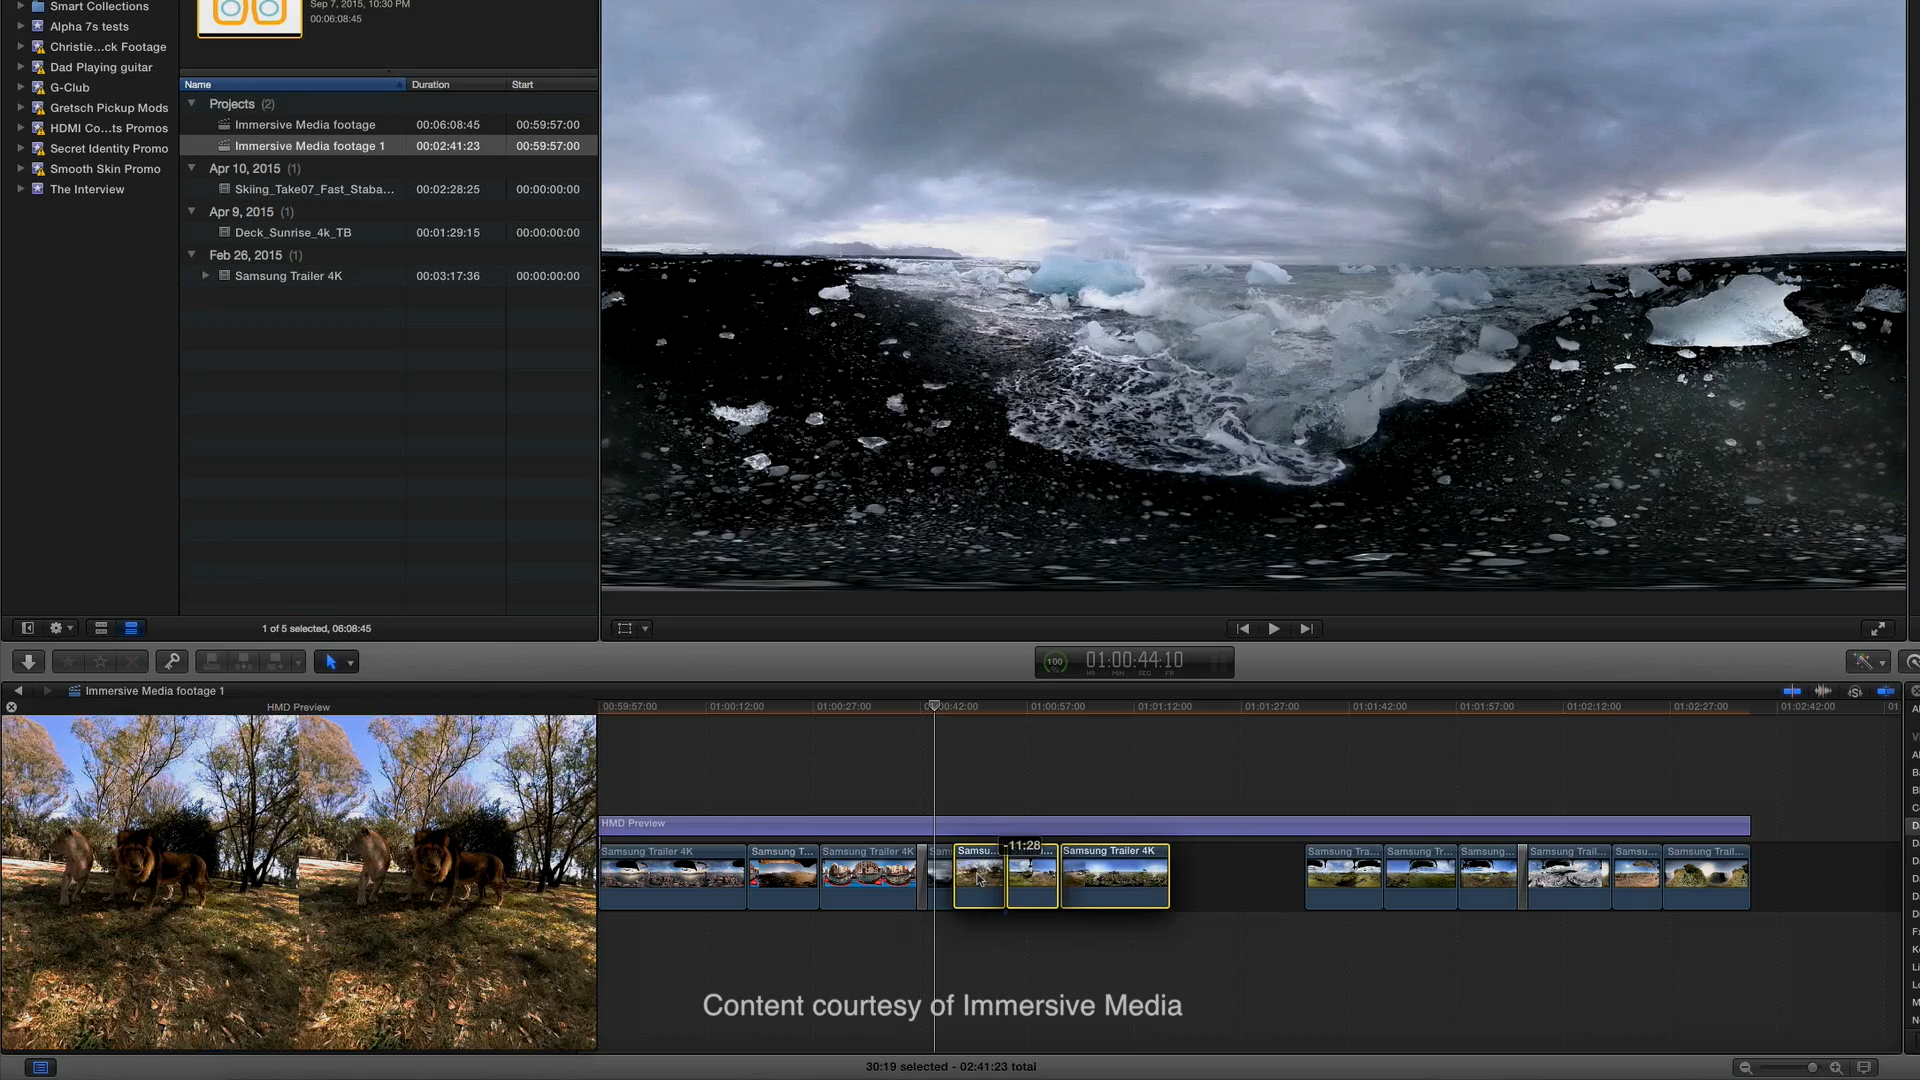 Smart Collections
Alpha 7s tests
Christie...ck Footage
Dad Playing guitar
G-Club
Gretsch Pickup Mods
HDMI Co...ts Promos
Secret Identity Promo
Smooth Skin Promo
The Interview
Sep 7, 2015, 10:30 PM
00:06:08:45
Name Duration Start
Projects (2)
Immersive Media footage 00:06:08:45 00:59:57:00
Immersive Media footage 1 00:02:41:23 00:59:57:00
Apr 10, 2015 (1)
Skiing_Take07_Fast_Staba... 00:02:28:25 00:00:00:00
Apr 9, 2015 (1)
Deck_Sunrise_4k_TB 00:01:29:15 00:00:00:00
Feb 26, 2015 (1)
Samsung Trailer 4K 00:03:17:36 00:00:00:00
1 of 5 selected, 06:08:45
100 % 01:00:44:10
HR MIN SEC FR
Immersive Media footage 1
HMD Preview
00:59:57:00 01:00:12:00 01:00:27:00 01:00:57:00 01:01:12:00 01:01:27:00 01:01:42:00 01:01:57:00 01:02:12:00 01:02:27:00 01:02:42:00
HMD Preview
-11:28
Samsung Trailer 4K Samsung T... Samsung Trailer 4K Samsu... Samsung Trailer 4K Samsung Tra... Samsung Tr... Samsung... Samsung Trail... Samsu... Samsung Trail...
Content courtesy of Immersive Media
30:19 selected - 02:41:23 total